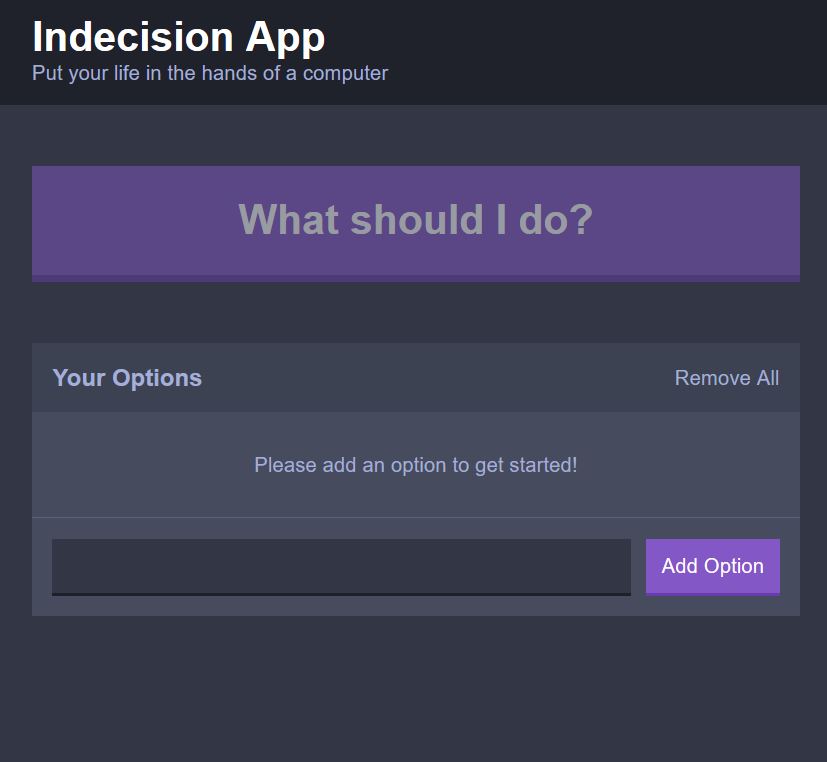 Indecision App
Put your life in the hands of a computer
What should I do?
Your Options
Remove All
Please add an option to get started!
Add Option